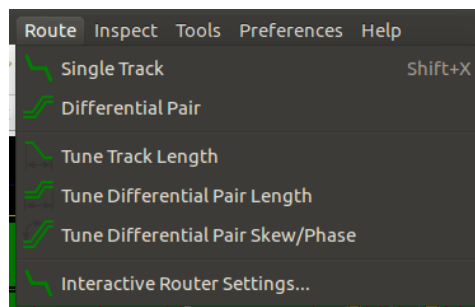 Route Inspect Tools Preferences Help
Single Track Shift+X
Differential Pair
Tune Track Length
Tune Differential Pair Length
Tune Differential Pair Skew/Phase
Interactive Router Settings...